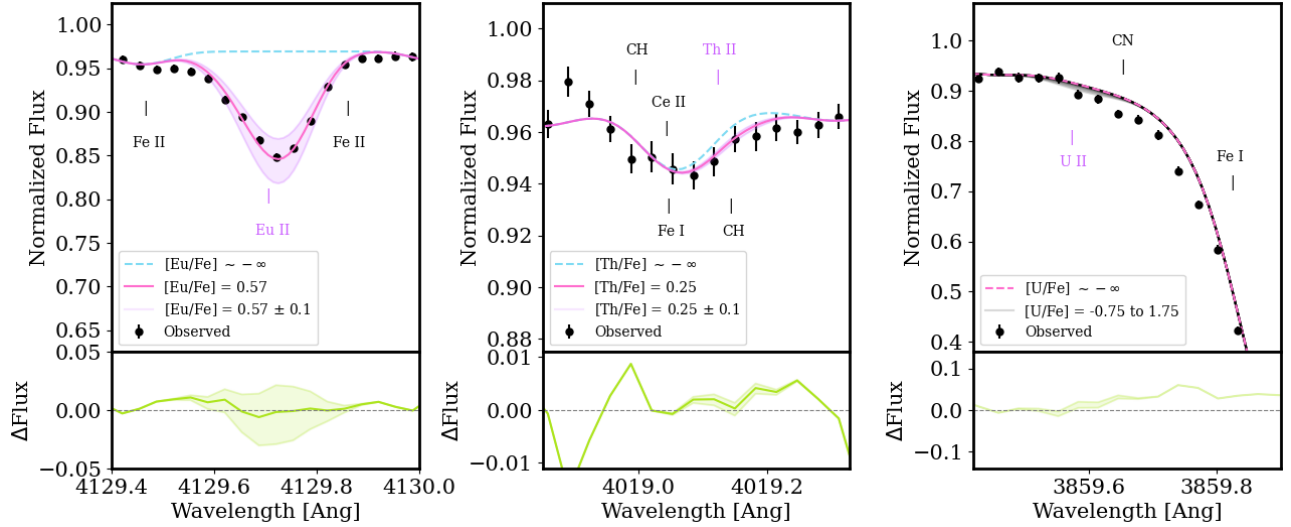 1.00
0.95
0.90
0.85
0.80
0.75
0.70
0.65
Normalized Flux
Fe II
Fe II
Eu II
[Eu/Fe] ∼ − ∞
[Eu/Fe] = 0.57
[Eu/Fe] = 0.57 ± 0.1
Observed
0.05
0.00
−0.05
ΔFlux
4129.4
4129.6
4129.8
4130.0
Wavelength [Ang]
1.00
0.98
0.96
0.94
0.92
0.90
0.88
Normalized Flux
CH
Th II
Ce II
Fe I
CH
[Th/Fe] ∼ − ∞
[Th/Fe] = 0.25
[Th/Fe] = 0.25 ± 0.1
Observed
0.01
0.00
−0.01
ΔFlux
4019.0
4019.2
Wavelength [Ang]
1.0
0.9
0.8
0.7
0.6
0.5
0.4
Normalized Flux
CN
U II
Fe I
[U/Fe] ∼ − ∞
[U/Fe] = -0.75 to 1.75
Observed
0.1
0.0
−0.1
ΔFlux
3859.6
3859.8
Wavelength [Ang]